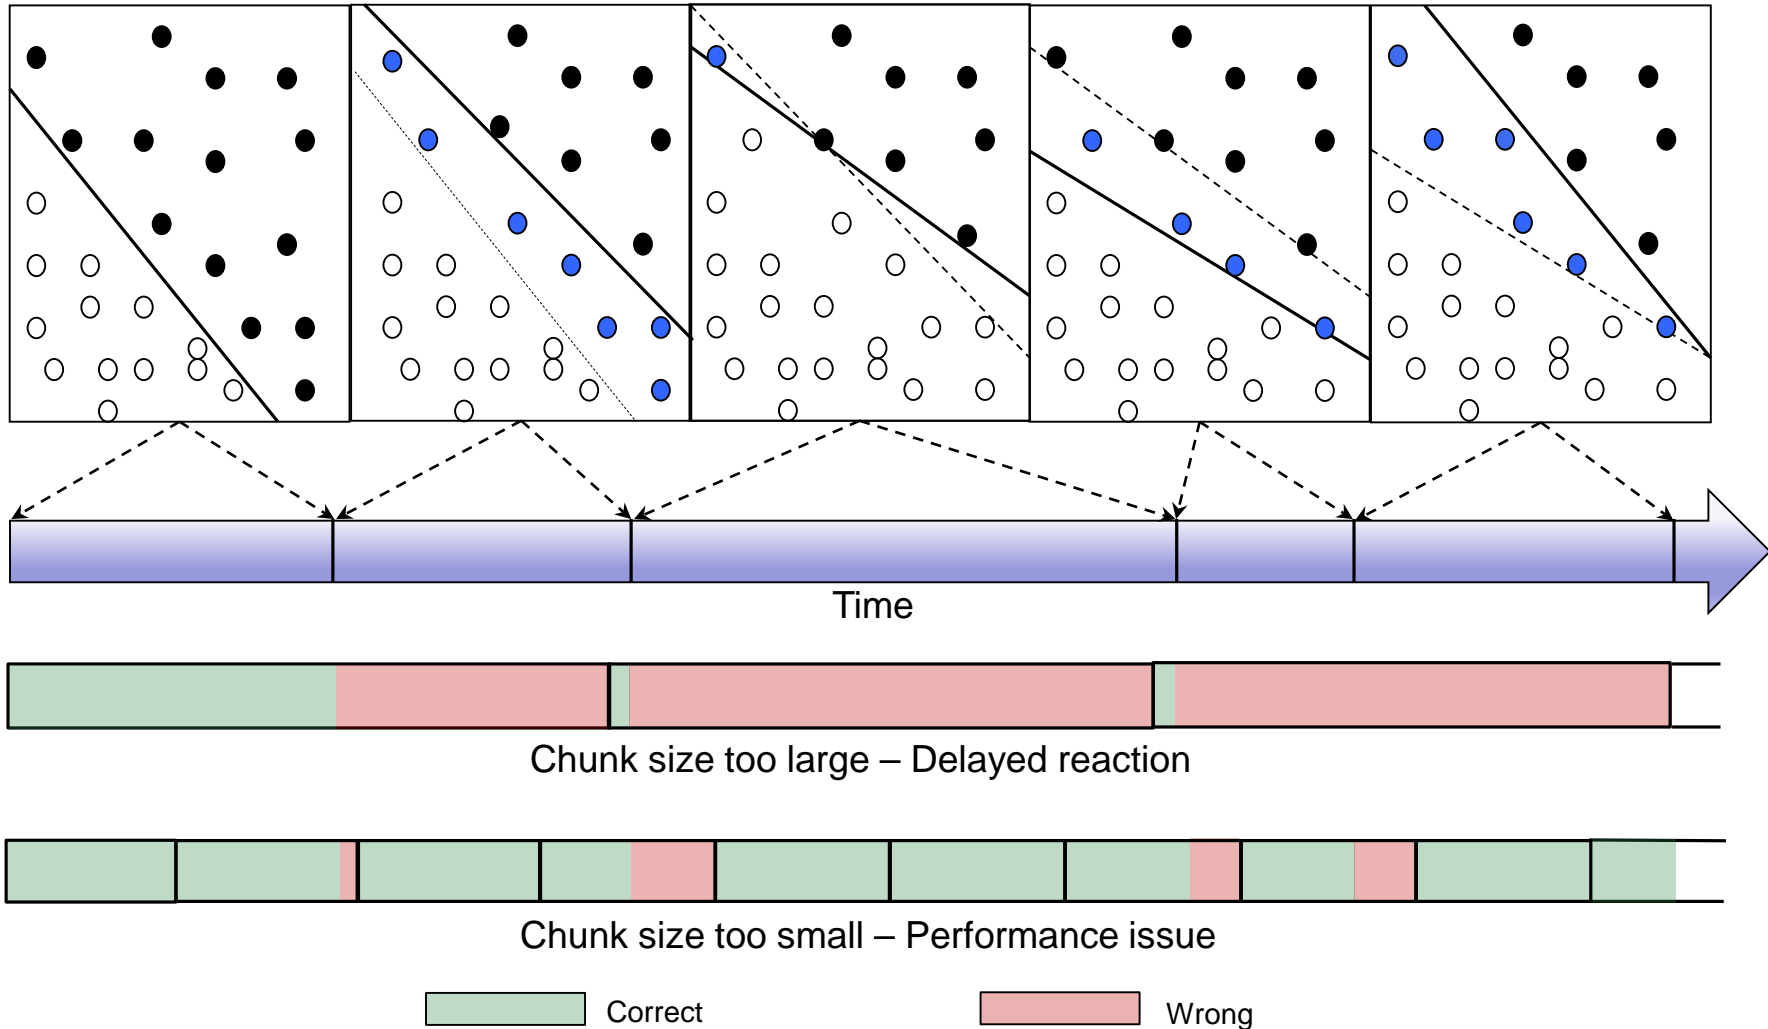 Time
Chunk size too large – Delayed reaction
Chunk size too small – Performance issue
Correct
Wrong